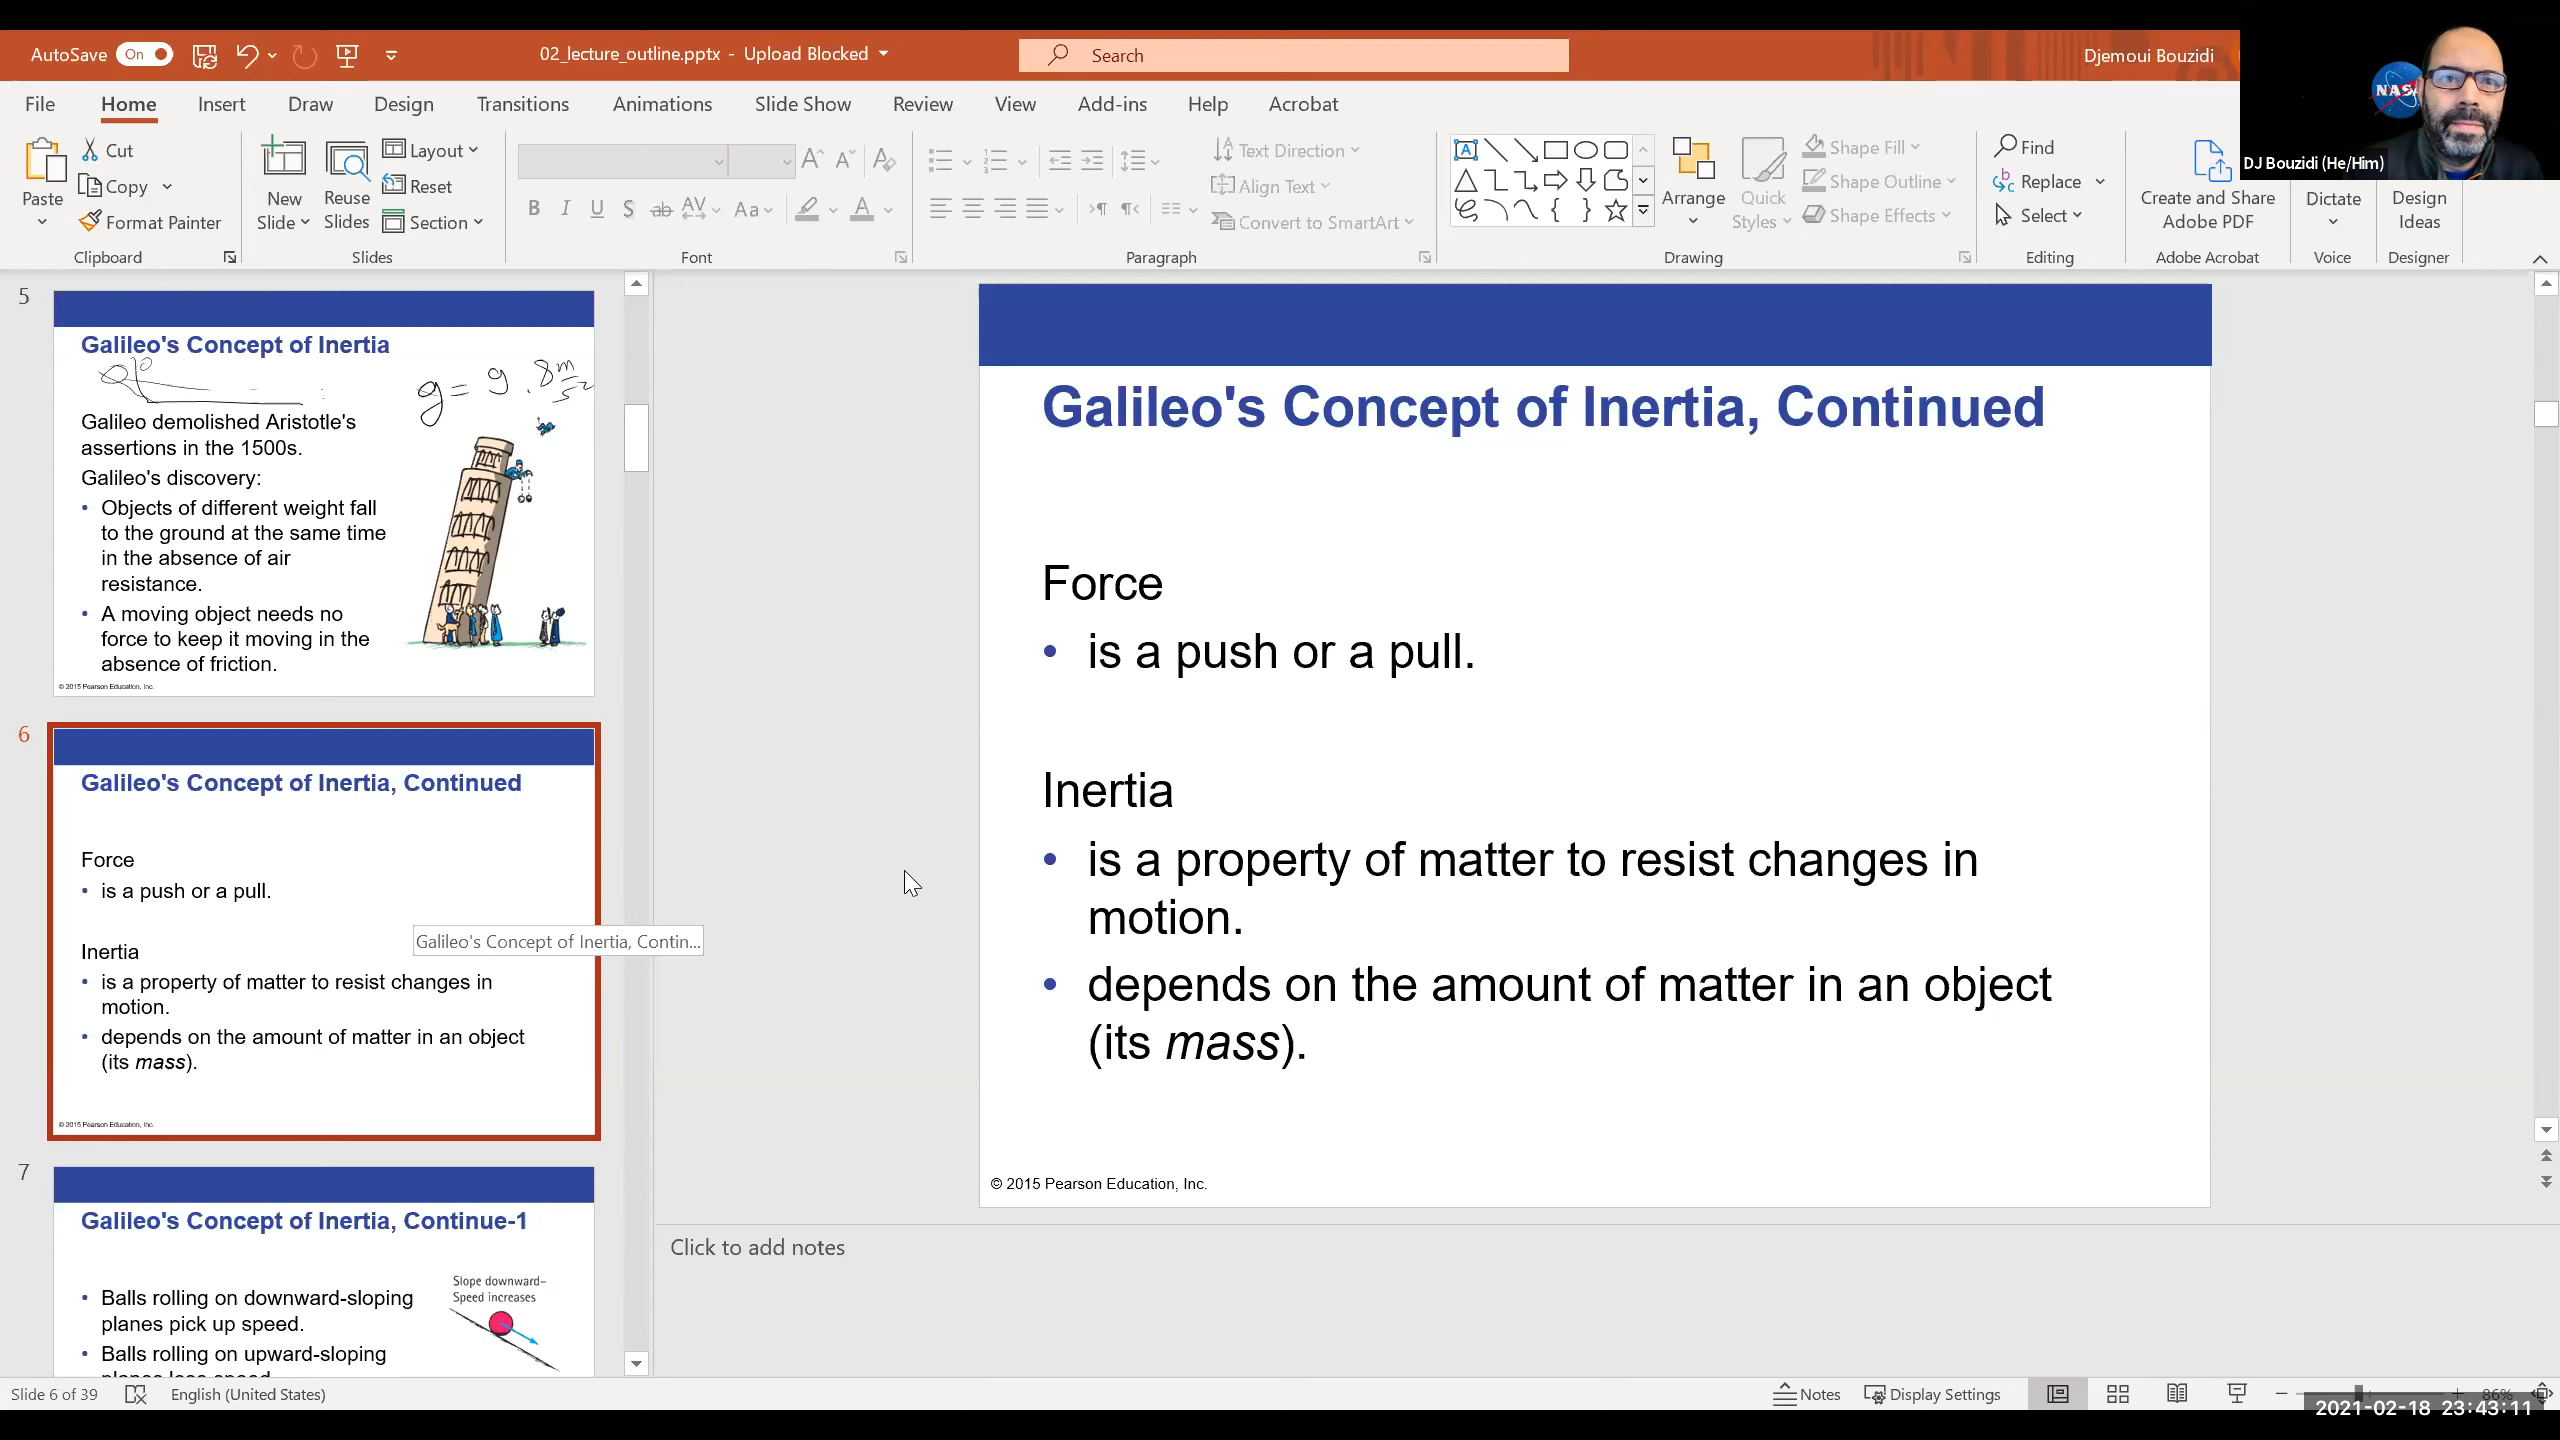 AutoSave On 02_lecture_outline.pptx - Upload Blocked Search Djemoui Bouzidi
NASA
DJ Bouzidi (He/Him)
File Home Insert Draw Design Transitions Animations Slide Show Review View Add-ins Help Acrobat
Paste Cut Copy Format Painter
New Slide Reuse Slides Layout Reset Section
Text Direction Align Text Convert to SmartArt
Arrange Quick Styles Shape Fill Shape Outline Shape Effects
Find Replace Select
Create and Share Adobe PDF
Dictate
Design Ideas
Clipboard Slides Font Paragraph Drawing Editing Adobe Acrobat Voice Designer
5
Galileo's Concept of Inertia
g = 9.8 m/s²
Galileo demolished Aristotle's
assertions in the 1500s.
Galileo's discovery:
• Objects of different weight fall
to the ground at the same time
in the absence of air
resistance.
• A moving object needs no
force to keep it moving in the
absence of friction.
© 2015 Pearson Education, Inc.
6
Galileo's Concept of Inertia, Continued
Force
• is a push or a pull.
Galileo's Concept of Inertia, Contin...
Inertia
• is a property of matter to resist changes in
motion.
• depends on the amount of matter in an object
(its mass).
© 2015 Pearson Education, Inc.
7
Galileo's Concept of Inertia, Continue-1
Slope downward–
Speed increases
• Balls rolling on downward-sloping
planes pick up speed.
• Balls rolling on upward-sloping
Galileo's Concept of Inertia, Continued
Force
• is a push or a pull.
Inertia
• is a property of matter to resist changes in
motion.
• depends on the amount of matter in an object
(its mass).
© 2015 Pearson Education, Inc.
Click to add notes
Slide 6 of 39 English (United States) Notes Display Settings 86%
2021-02-18 23:43:11